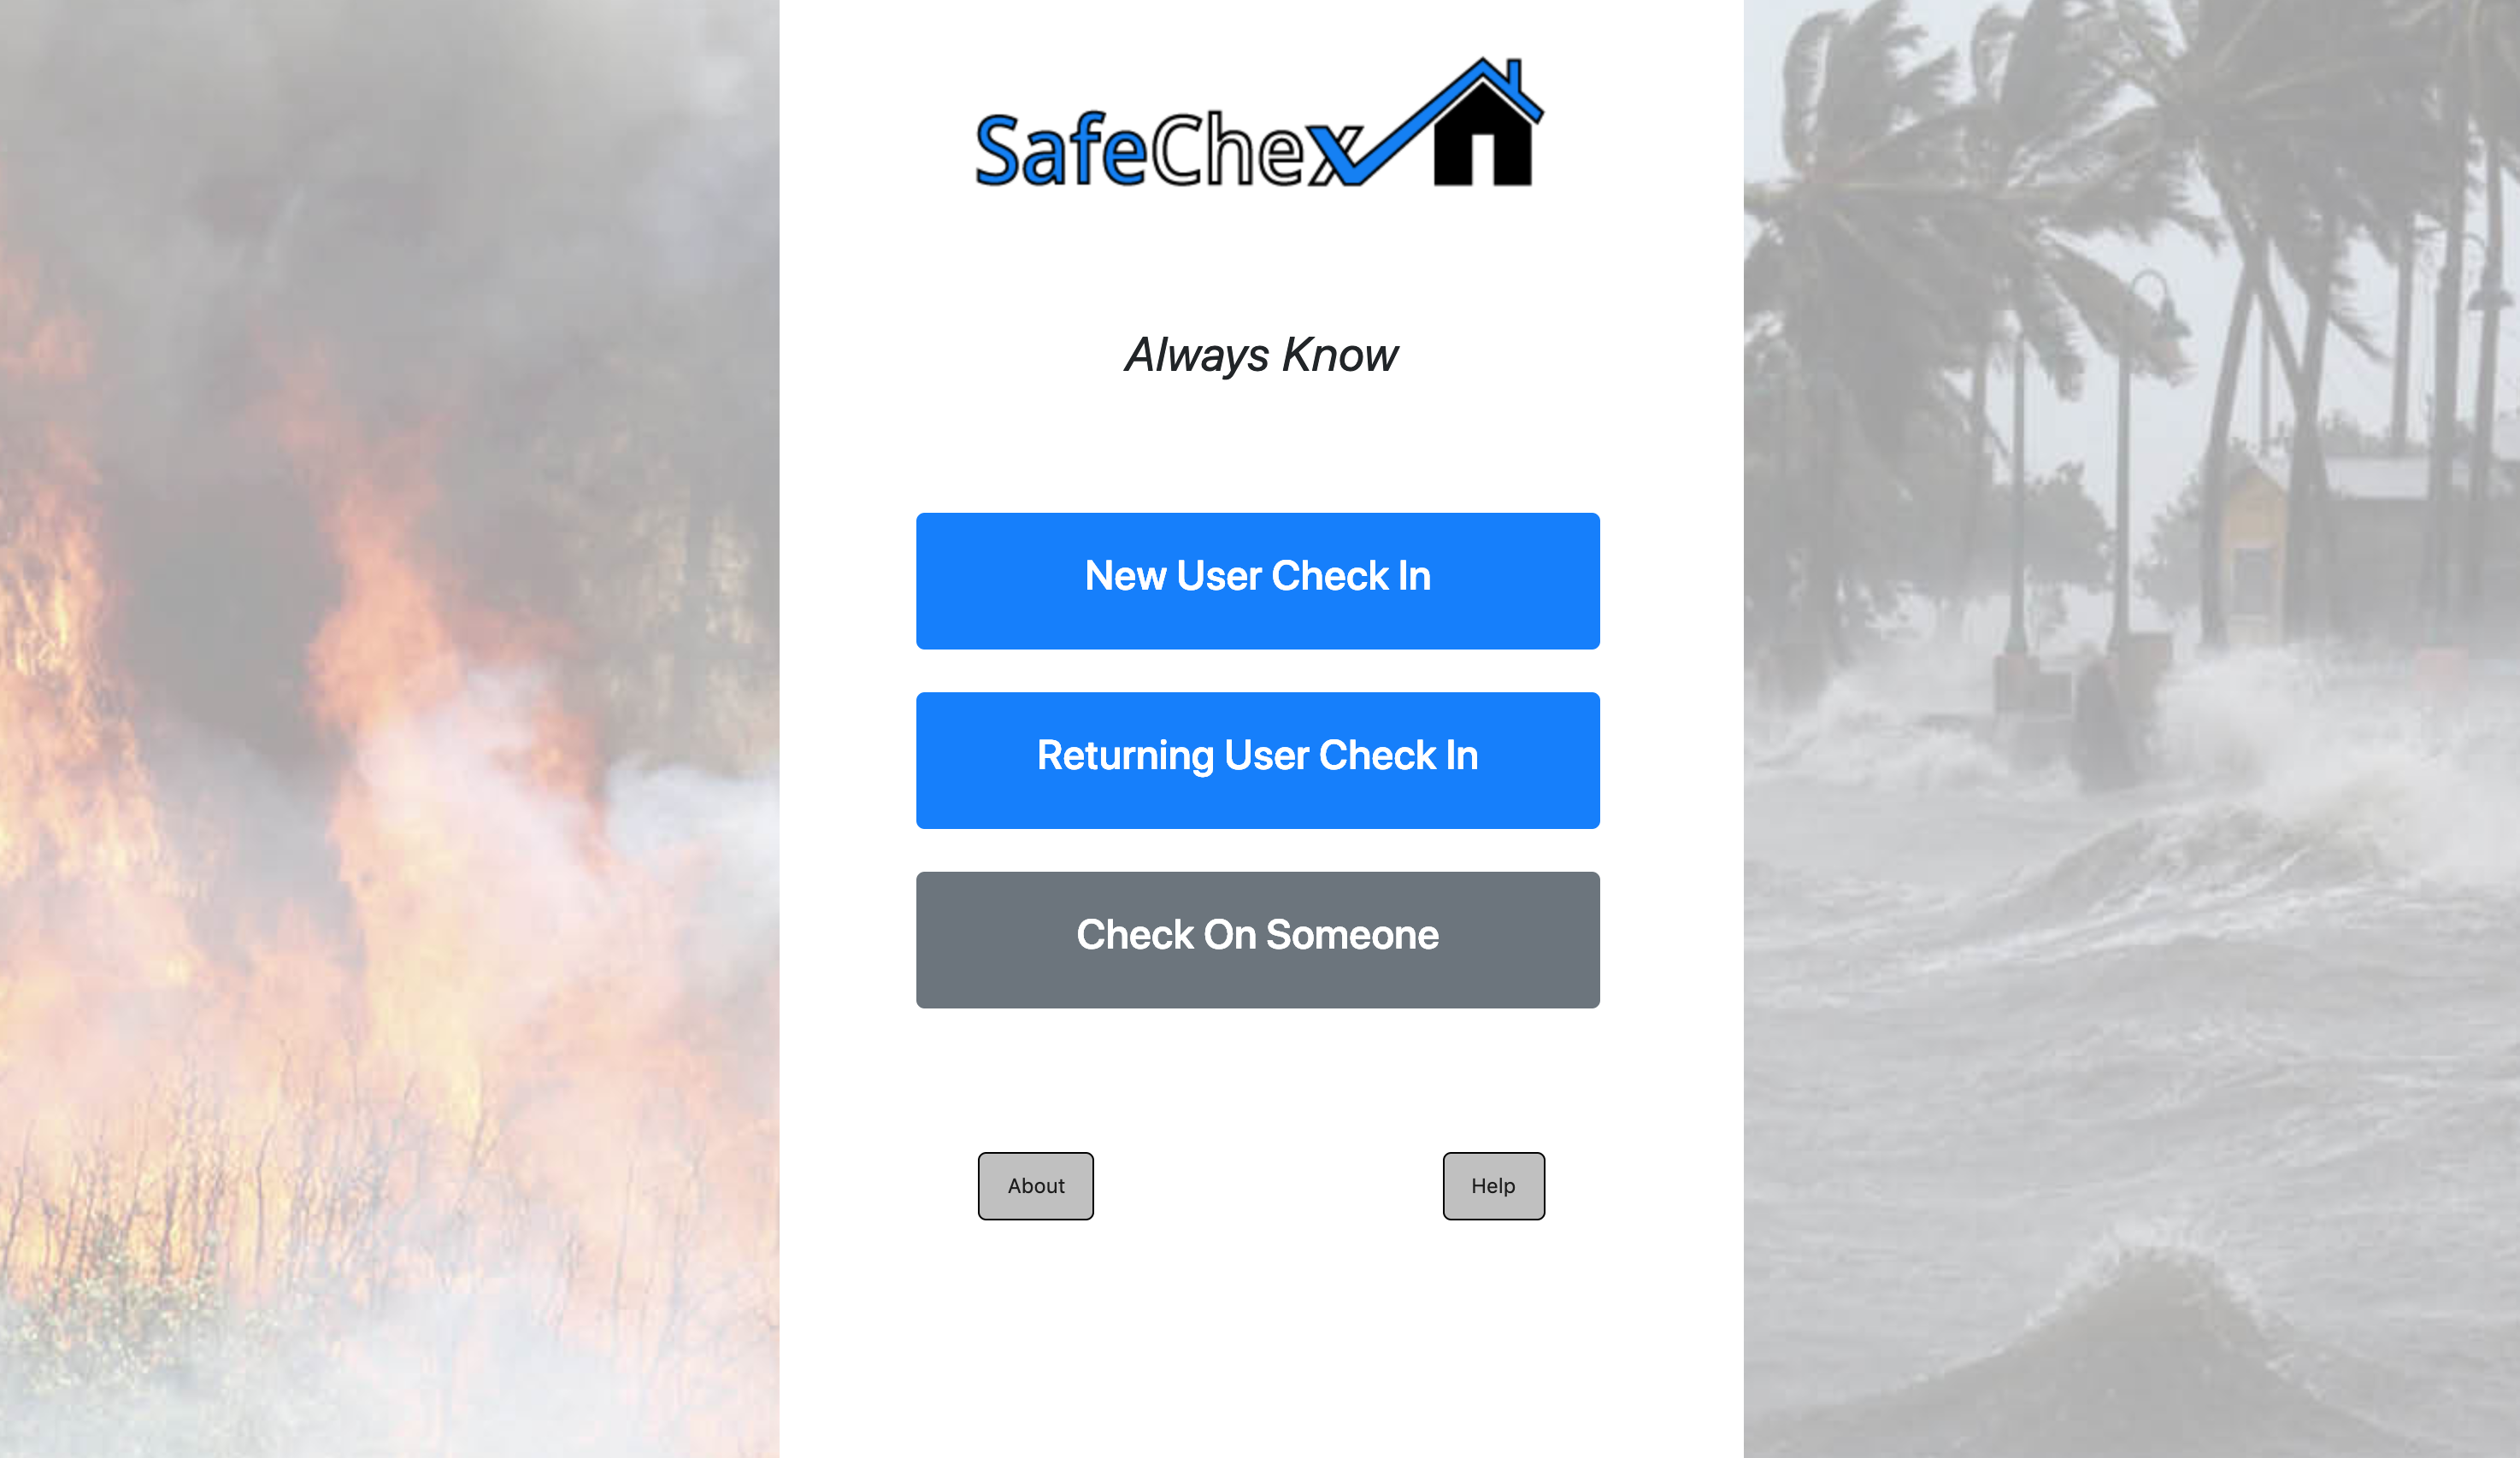 SafeChex
Always Know
New User Check In
Returning User Check In
Check On Someone
About
Help